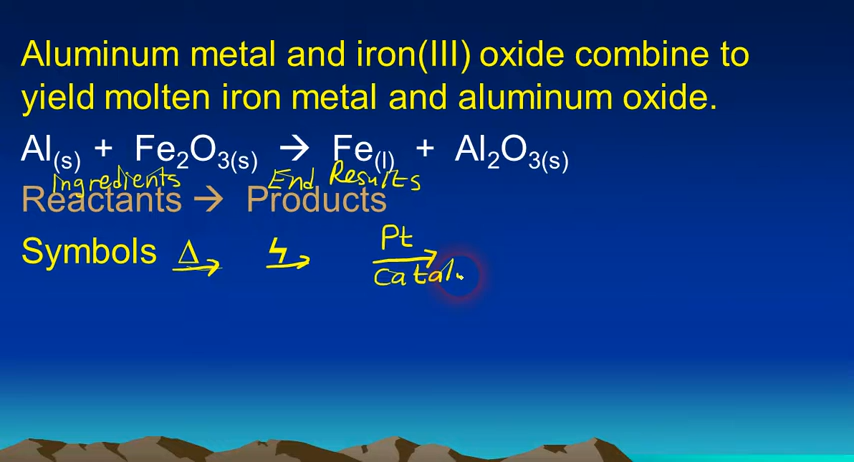 Aluminum metal and iron(III) oxide combine to
yield molten iron metal and aluminum oxide.
Al(s) + Fe2O3(s) → Fe(l) + Al2O3(s)
Ingredients End Results
Reactants → Products
Pt
Symbols Δ→ ϟ→ →
Catal